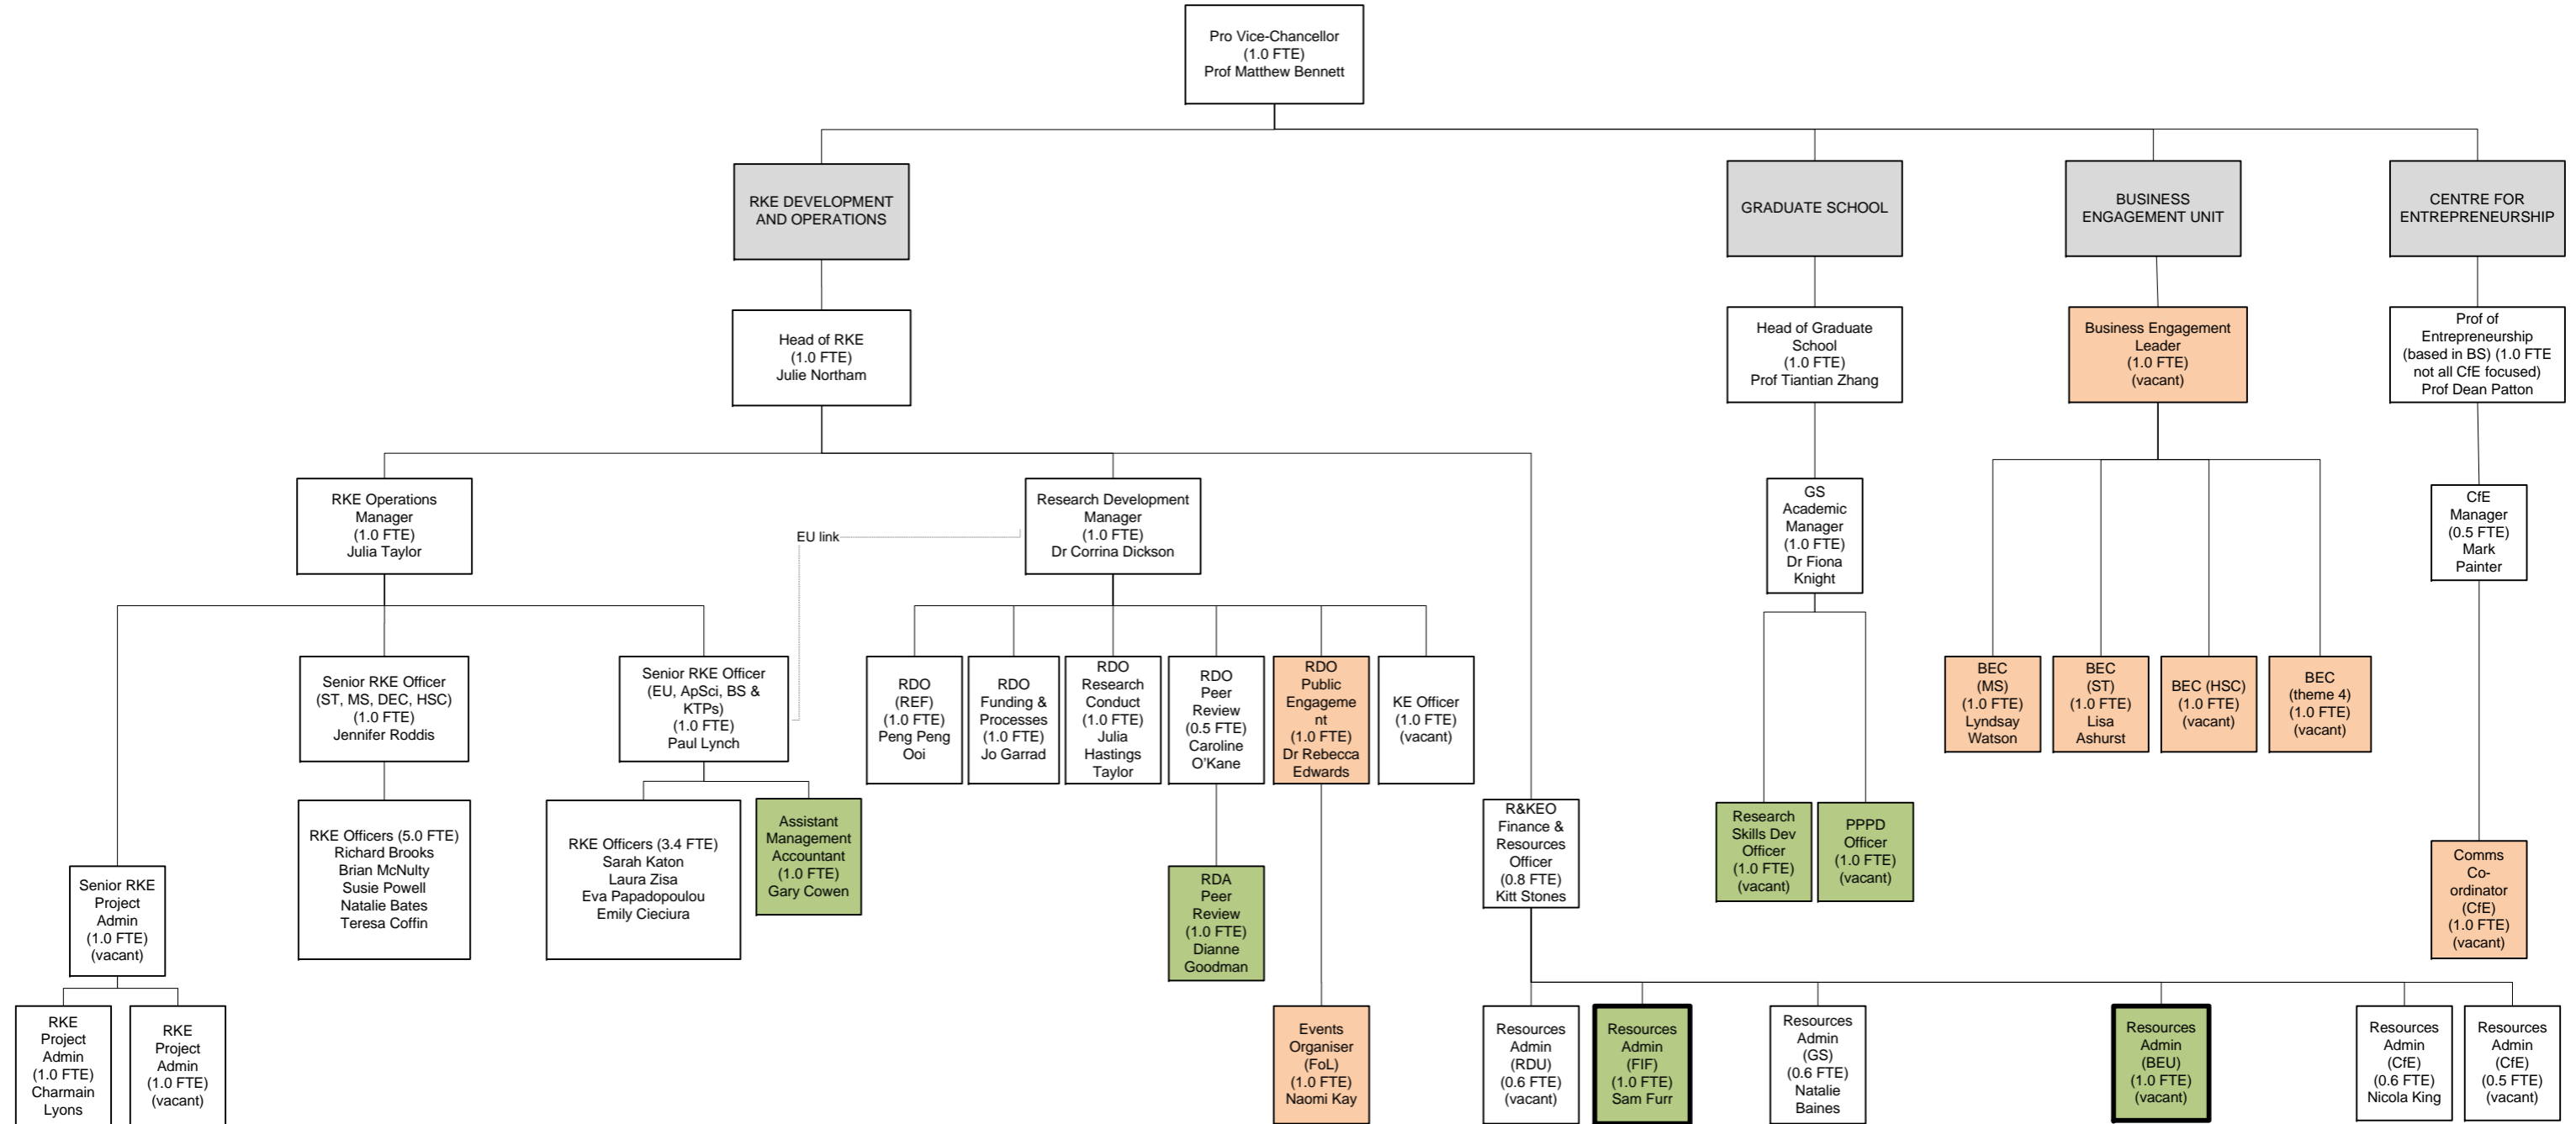 Pro Vice-Chancellor
(1.0 FTE)
Prof Matthew Bennett
RKE DEVELOPMENT
AND OPERATIONS
GRADUATE SCHOOL
BUSINESS
ENGAGEMENT UNIT
CENTRE FOR
ENTREPRENEURSHIP
Head of RKE
(1.0 FTE)
Julie Northam
Head of Graduate
School
(1.0 FTE)
Prof Tiantian Zhang
Business Engagement
Leader
(1.0 FTE)
(vacant)
Prof of
Entrepreneurship
(based in BS) (1.0 FTE
not all CfE focused)
Prof Dean Patton
RKE Operations
Manager
(1.0 FTE)
Julia Taylor
EU link
Research Development
Manager
(1.0 FTE)
Dr Corrina Dickson
GS
Academic
Manager
(1.0 FTE)
Dr Fiona
Knight
CfE
Manager
(0.5 FTE)
Mark
Painter
Senior RKE Officer
(ST, MS, DEC, HSC)
(1.0 FTE)
Jennifer Roddis
Senior RKE Officer
(EU, ApSci, BS &
KTPs)
(1.0 FTE)
Paul Lynch
RDO
(REF)
(1.0 FTE)
Peng Peng
Ooi
RDO
Funding &
Processes
(1.0 FTE)
Jo Garrad
RDO
Research
Conduct
(1.0 FTE)
Julia
Hastings
Taylor
RDO
Peer
Review
(0.5 FTE)
Caroline
O'Kane
RDO
Public
Engageme
nt
(1.0 FTE)
Dr Rebecca
Edwards
KE Officer
(1.0 FTE)
(vacant)
BEC
(MS)
(1.0 FTE)
Lyndsay
Watson
BEC
(ST)
(1.0 FTE)
Lisa
Ashurst
BEC (HSC)
(1.0 FTE)
(vacant)
BEC
(theme 4)
(1.0 FTE)
(vacant)
Senior RKE
Project
Admin
(1.0 FTE)
(vacant)
RKE Officers (5.0 FTE)
Richard Brooks
Brian McNulty
Susie Powell
Natalie Bates
Teresa Coffin
RKE Officers (3.4 FTE)
Sarah Katon
Laura Zisa
Eva Papadopoulou
Emily Cieciura
Assistant
Management
Accountant
(1.0 FTE)
Gary Cowen
RDA
Peer
Review
(1.0 FTE)
Dianne
Goodman
R&KEO
Finance &
Resources
Officer
(0.8 FTE)
Kitt Stones
Research
Skills Dev
Officer
(1.0 FTE)
(vacant)
PPPD
Officer
(1.0 FTE)
(vacant)
Comms
Co-
ordinator
(CfE)
(1.0 FTE)
(vacant)
RKE
Project
Admin
(1.0 FTE)
Charmain
Lyons
RKE
Project
Admin
(1.0 FTE)
(vacant)
Events
Organiser
(FoL)
(1.0 FTE)
Naomi Kay
Resources
Admin
(RDU)
(0.6 FTE)
(vacant)
Resources
Admin
(FIF)
(1.0 FTE)
Sam Furr
Resources
Admin
(GS)
(0.6 FTE)
Natalie
Baines
Resources
Admin
(BEU)
(1.0 FTE)
(vacant)
Resources
Admin
(CfE)
(0.6 FTE)
Nicola King
Resources
Admin
(CfE)
(0.5 FTE)
(vacant)